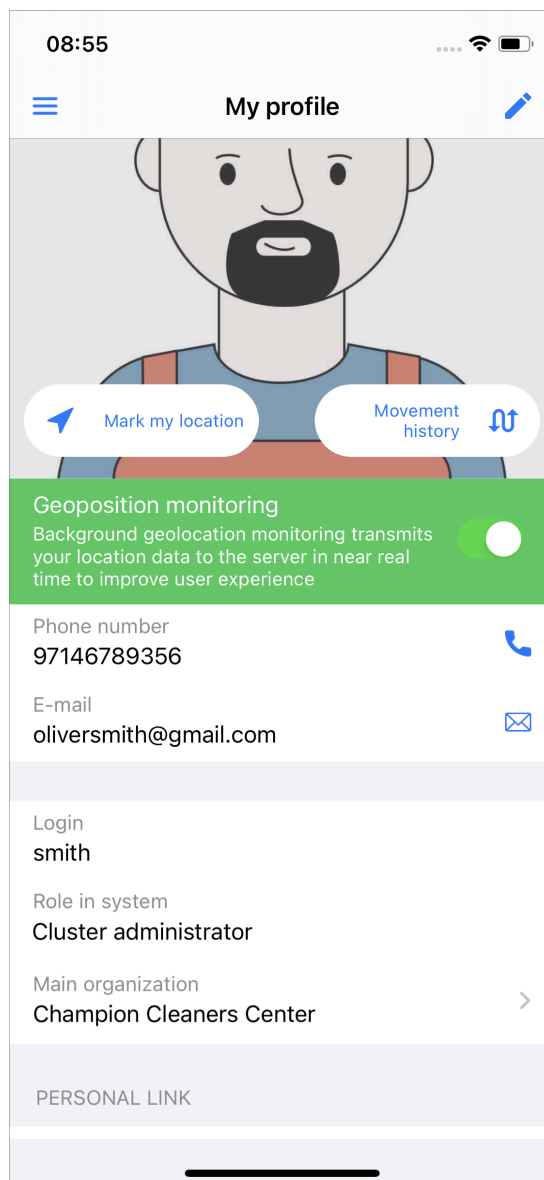 08:55
My profile
Mark my location
Movement
history
Geoposition monitoring
Background geolocation monitoring transmits
your location data to the server in near real
time to improve user experience
Phone number
97146789356
E-mail
oliversmith@gmail.com
Login
smith
Role in system
Cluster administrator
Main organization
Champion Cleaners Center
PERSONAL LINK